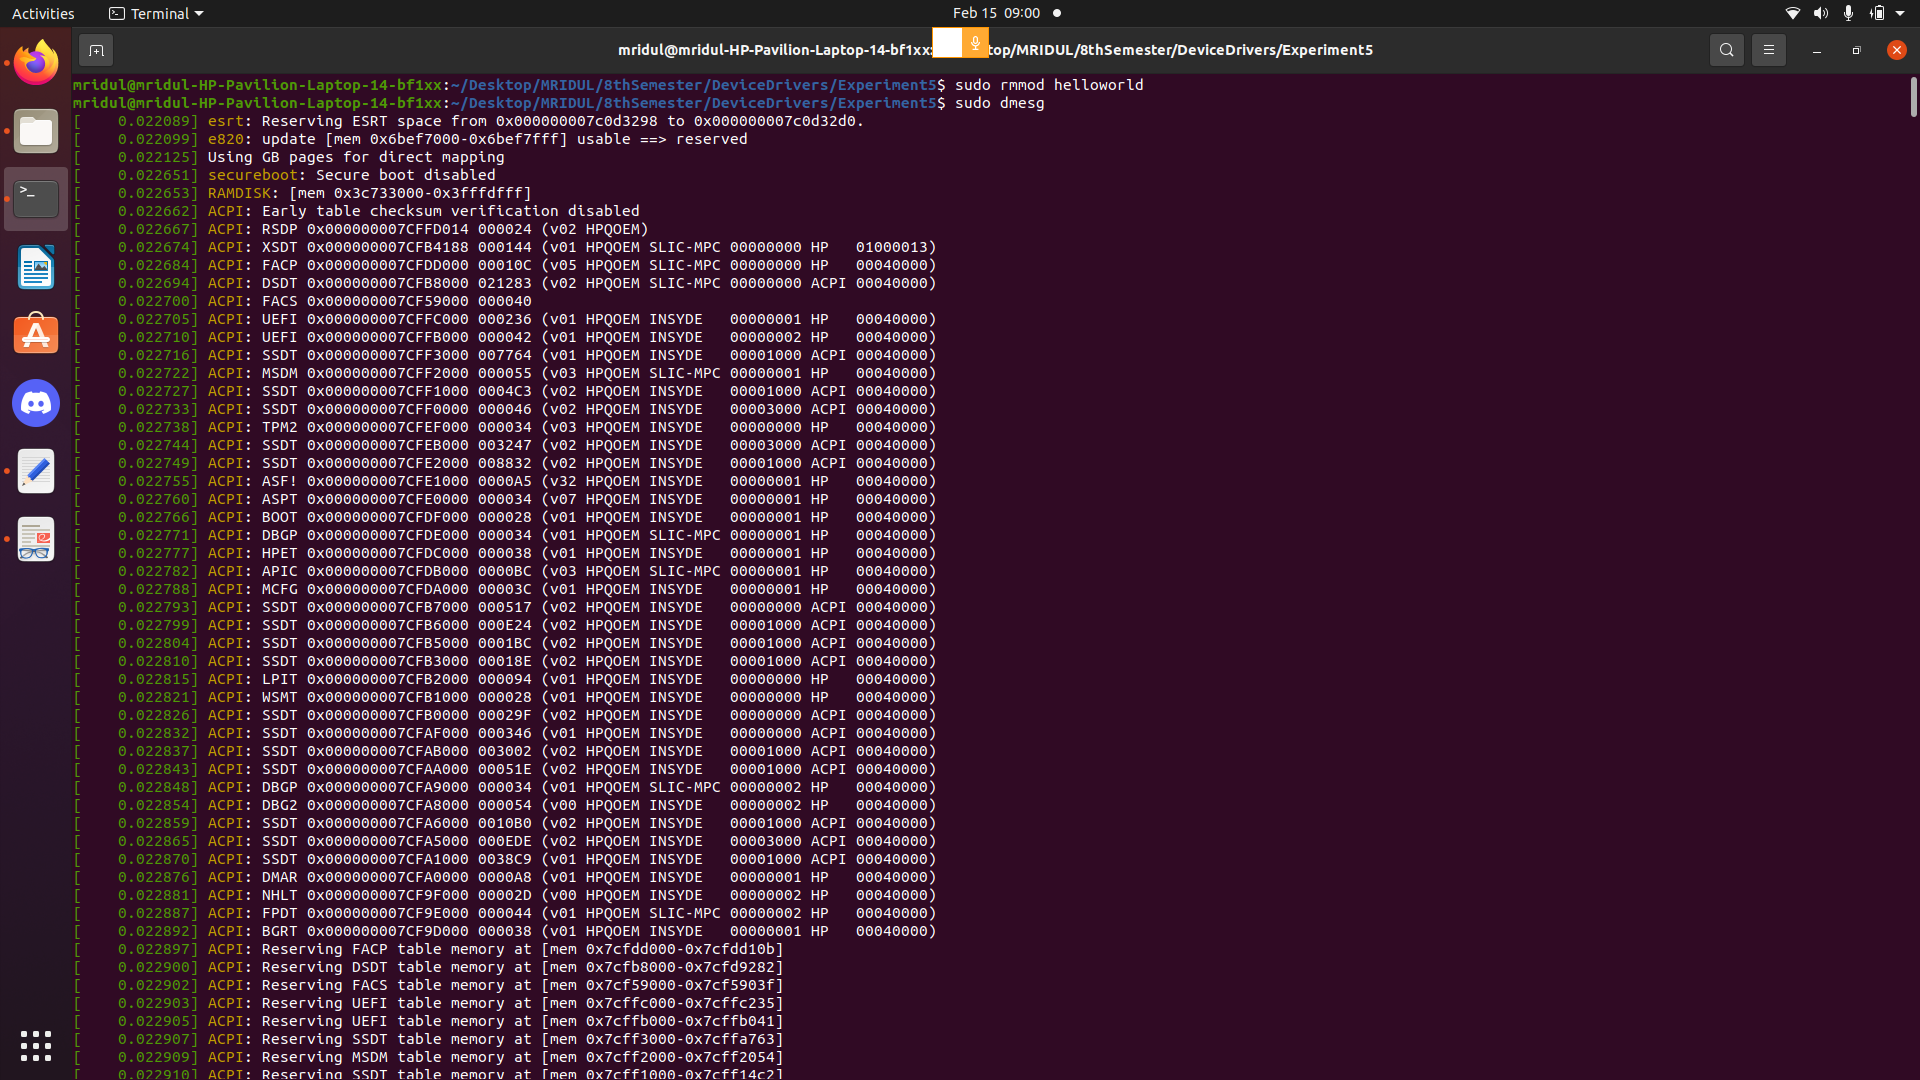 Activities
Terminal
Feb 15 09:00
mridul@mridul-HP-Pavilion-Laptop-14-bf1xx: top/MRIDUL/8thSemester/DeviceDrivers/Experiment5
mridul@mridul-HP-Pavilion-Laptop-14-bf1xx:~/Desktop/MRIDUL/8thSemester/DeviceDrivers/Experiment5$ sudo rmmod helloworld
mridul@mridul-HP-Pavilion-Laptop-14-bf1xx:~/Desktop/MRIDUL/8thSemester/DeviceDrivers/Experiment5$ sudo dmesg
[    0.022089] esrt: Reserving ESRT space from 0x000000007c0d3298 to 0x000000007c0d32d0.
[    0.022099] e820: update [mem 0x6bef7000-0x6bef7fff] usable ==> reserved
[    0.022125] Using GB pages for direct mapping
[    0.022651] secureboot: Secure boot disabled
[    0.022653] RAMDISK: [mem 0x3c733000-0x3fffdfff]
[    0.022662] ACPI: Early table checksum verification disabled
[    0.022667] ACPI: RSDP 0x000000007CFFD014 000024 (v02 HPQOEM)
[    0.022674] ACPI: XSDT 0x000000007CFB4188 000144 (v01 HPQOEM SLIC-MPC 00000000 HP   01000013)
[    0.022684] ACPI: FACP 0x000000007CFDD000 00010C (v05 HPQOEM SLIC-MPC 00000000 HP   00040000)
[    0.022694] ACPI: DSDT 0x000000007CFB8000 021283 (v02 HPQOEM SLIC-MPC 00000000 ACPI 00040000)
[    0.022700] ACPI: FACS 0x000000007CF59000 000040
[    0.022705] ACPI: UEFI 0x000000007CFFC000 000236 (v01 HPQOEM INSYDE   00000001 HP   00040000)
[    0.022710] ACPI: UEFI 0x000000007CFFB000 000042 (v01 HPQOEM INSYDE   00000002 HP   00040000)
[    0.022716] ACPI: SSDT 0x000000007CFF3000 007764 (v01 HPQOEM INSYDE   00001000 ACPI 00040000)
[    0.022722] ACPI: MSDM 0x000000007CFF2000 000055 (v03 HPQOEM SLIC-MPC 00000001 HP   00040000)
[    0.022727] ACPI: SSDT 0x000000007CFF1000 0004C3 (v02 HPQOEM INSYDE   00001000 ACPI 00040000)
[    0.022733] ACPI: SSDT 0x000000007CFF0000 000046 (v02 HPQOEM INSYDE   00003000 ACPI 00040000)
[    0.022738] ACPI: TPM2 0x000000007CFEF000 000034 (v03 HPQOEM INSYDE   00000000 HP   00040000)
[    0.022744] ACPI: SSDT 0x000000007CFEB000 003247 (v02 HPQOEM INSYDE   00003000 ACPI 00040000)
[    0.022749] ACPI: SSDT 0x000000007CFE2000 008832 (v02 HPQOEM INSYDE   00001000 ACPI 00040000)
[    0.022755] ACPI: ASF! 0x000000007CFE1000 0000A5 (v32 HPQOEM INSYDE   00000001 HP   00040000)
[    0.022760] ACPI: ASPT 0x000000007CFE0000 000034 (v07 HPQOEM INSYDE   00000001 HP   00040000)
[    0.022766] ACPI: BOOT 0x000000007CFDF000 000028 (v01 HPQOEM INSYDE   00000001 HP   00040000)
[    0.022771] ACPI: DBGP 0x000000007CFDE000 000034 (v01 HPQOEM SLIC-MPC 00000001 HP   00040000)
[    0.022777] ACPI: HPET 0x000000007CFDC000 000038 (v01 HPQOEM INSYDE   00000001 HP   00040000)
[    0.022782] ACPI: APIC 0x000000007CFDB000 0000BC (v03 HPQOEM SLIC-MPC 00000001 HP   00040000)
[    0.022788] ACPI: MCFG 0x000000007CFDA000 00003C (v01 HPQOEM INSYDE   00000001 HP   00040000)
[    0.022793] ACPI: SSDT 0x000000007CFB7000 000517 (v02 HPQOEM INSYDE   00000000 ACPI 00040000)
[    0.022799] ACPI: SSDT 0x000000007CFB6000 000E24 (v02 HPQOEM INSYDE   00001000 ACPI 00040000)
[    0.022804] ACPI: SSDT 0x000000007CFB5000 0001BC (v02 HPQOEM INSYDE   00001000 ACPI 00040000)
[    0.022810] ACPI: SSDT 0x000000007CFB3000 00018E (v02 HPQOEM INSYDE   00001000 ACPI 00040000)
[    0.022815] ACPI: LPIT 0x000000007CFB2000 000094 (v01 HPQOEM INSYDE   00000000 HP   00040000)
[    0.022821] ACPI: WSMT 0x000000007CFB1000 000028 (v01 HPQOEM INSYDE   00000000 HP   00040000)
[    0.022826] ACPI: SSDT 0x000000007CFB0000 00029F (v02 HPQOEM INSYDE   00000000 ACPI 00040000)
[    0.022832] ACPI: SSDT 0x000000007CFAF000 000346 (v01 HPQOEM INSYDE   00000000 ACPI 00040000)
[    0.022837] ACPI: SSDT 0x000000007CFAB000 003002 (v02 HPQOEM INSYDE   00001000 ACPI 00040000)
[    0.022843] ACPI: SSDT 0x000000007CFAA000 00051E (v02 HPQOEM INSYDE   00001000 ACPI 00040000)
[    0.022848] ACPI: DBGP 0x000000007CFA9000 000034 (v01 HPQOEM SLIC-MPC 00000002 HP   00040000)
[    0.022854] ACPI: DBG2 0x000000007CFA8000 000054 (v00 HPQOEM INSYDE   00000002 HP   00040000)
[    0.022859] ACPI: SSDT 0x000000007CFA6000 0010B0 (v02 HPQOEM INSYDE   00001000 ACPI 00040000)
[    0.022865] ACPI: SSDT 0x000000007CFA5000 000EDE (v02 HPQOEM INSYDE   00003000 ACPI 00040000)
[    0.022870] ACPI: SSDT 0x000000007CFA1000 0038C9 (v01 HPQOEM INSYDE   00001000 ACPI 00040000)
[    0.022876] ACPI: DMAR 0x000000007CFA0000 0000A8 (v01 HPQOEM INSYDE   00000001 HP   00040000)
[    0.022881] ACPI: NHLT 0x000000007CF9F000 00002D (v00 HPQOEM INSYDE   00000002 HP   00040000)
[    0.022887] ACPI: FPDT 0x000000007CF9E000 000044 (v01 HPQOEM SLIC-MPC 00000002 HP   00040000)
[    0.022892] ACPI: BGRT 0x000000007CF9D000 000038 (v01 HPQOEM INSYDE   00000001 HP   00040000)
[    0.022897] ACPI: Reserving FACP table memory at [mem 0x7cfdd000-0x7cfdd10b]
[    0.022900] ACPI: Reserving DSDT table memory at [mem 0x7cfb8000-0x7cfd9282]
[    0.022902] ACPI: Reserving FACS table memory at [mem 0x7cf59000-0x7cf5903f]
[    0.022903] ACPI: Reserving UEFI table memory at [mem 0x7cffc000-0x7cffc235]
[    0.022905] ACPI: Reserving UEFI table memory at [mem 0x7cffb000-0x7cffb041]
[    0.022907] ACPI: Reserving SSDT table memory at [mem 0x7cff3000-0x7cffa763]
[    0.022909] ACPI: Reserving MSDM table memory at [mem 0x7cff2000-0x7cff2054]
[    0.022910] ACPI: Reserving SSDT table memory at [mem 0x7cff1000-0x7cff14c2]